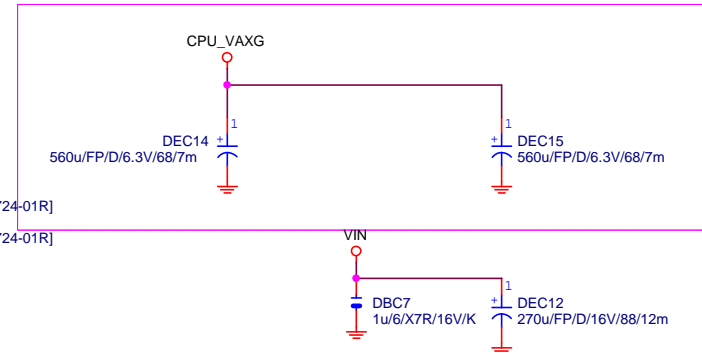 CPU_VAXG
1
1
+
DEC14
+
DEC15
560u/FP/D/6.3V/68/7m
560u/FP/D/6.3V/68/7m
724-01R]
724-01R]
VIN
1
DBC7
+
DEC12
1u/6/X7R/16V/K
270u/FP/D/16V/88/12m